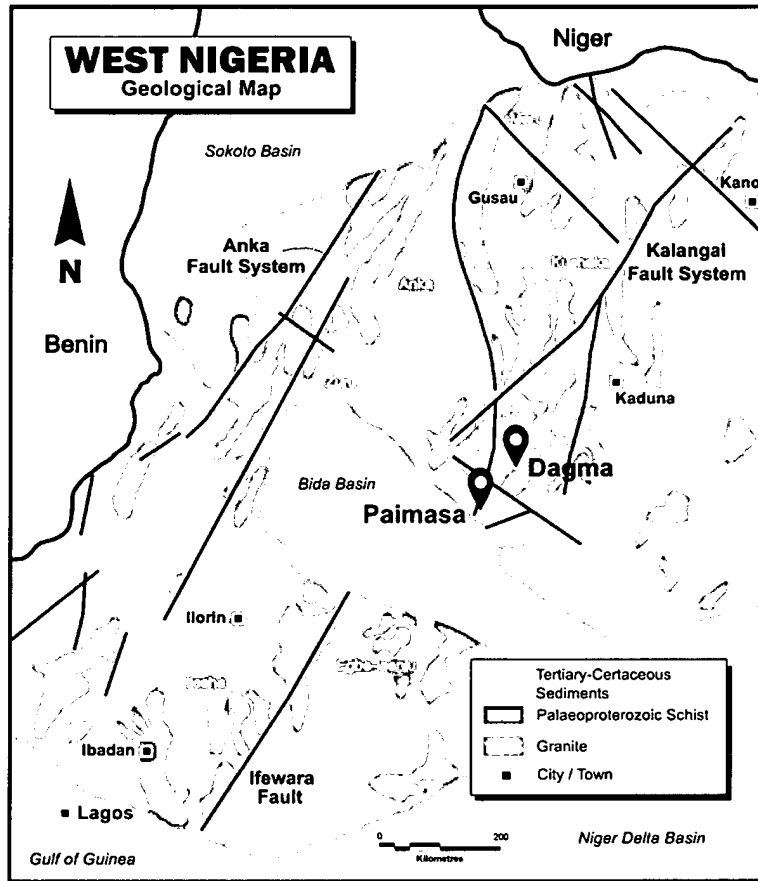 WEST NIGERIA
Geological Map
Niger
Sokoto Basin
Gusau
Kano
N
Anka
Fault System
Kalangai
Fault System
Anka
Benin
Kaduna
Dagma
Bida Basin
Paimasa
Ilorin
Ibadan
Ifewara
Fault
Lagos
Gulf of Guinea
0
200
Kilometres
Niger Delta Basin
Tertiary-Certaceous
Sediments
Palaeoproterozoic Schist
Granite
City / Town